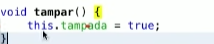 void tampar() {
this.tampada = true;
}